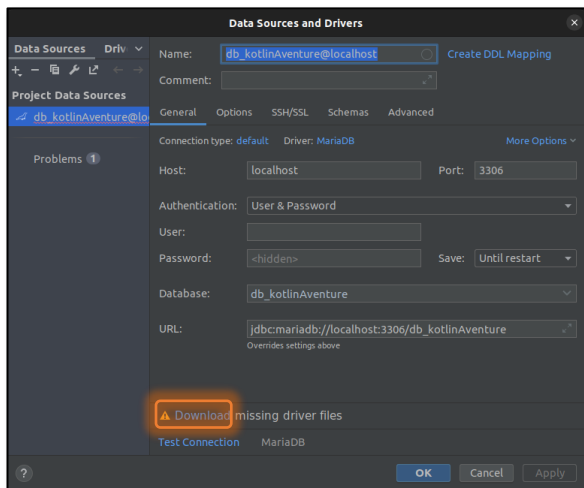 Data Sources and Drivers
Data Sources Driv
Project Data Sources
db_kotlinAventure@lo
Problems 1
Name: db_kotlinAventure@localhost Create DDL Mapping
Comment:
General Options SSH/SSL Schemas Advanced
Connection type: default Driver: MariaDB More Options
Host: localhost Port: 3306
Authentication: User & Password
User:
Password: <hidden> Save: Until restart
Database: db_kotlinAventure
URL: jdbc:mariadb://localhost:3306/db_kotlinAventure
Overrides settings above
Download missing driver files
Test Connection MariaDB
? OK Cancel Apply